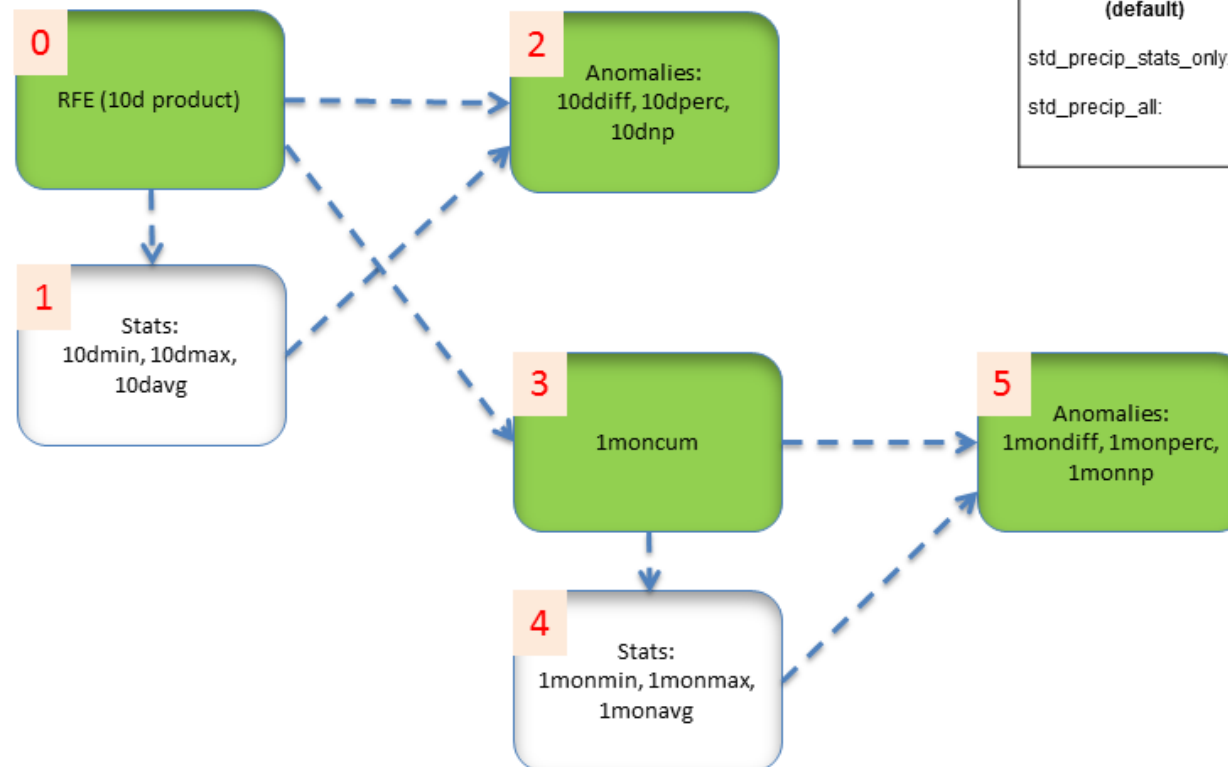 0
RFE (10d product)
2
Anomalies:
10ddiff, 10dperc,
10dnp
(default)
std_precip_stats_only
std_precip_all:
1
Stats:
10dmin, 10dmax,
10davg
3
1moncum
5
Anomalies:
1mondiff, 1monperc,
1monnp
4
Stats:
1monmin, 1monmax,
1monavg